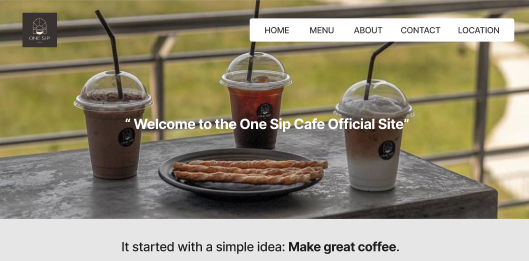 ONE SIP
HOME MENU ABOUT CONTACT LOCATION
“ Welcome to the One Sip Cafe Official Site”
It started with a simple idea: Make great coffee.